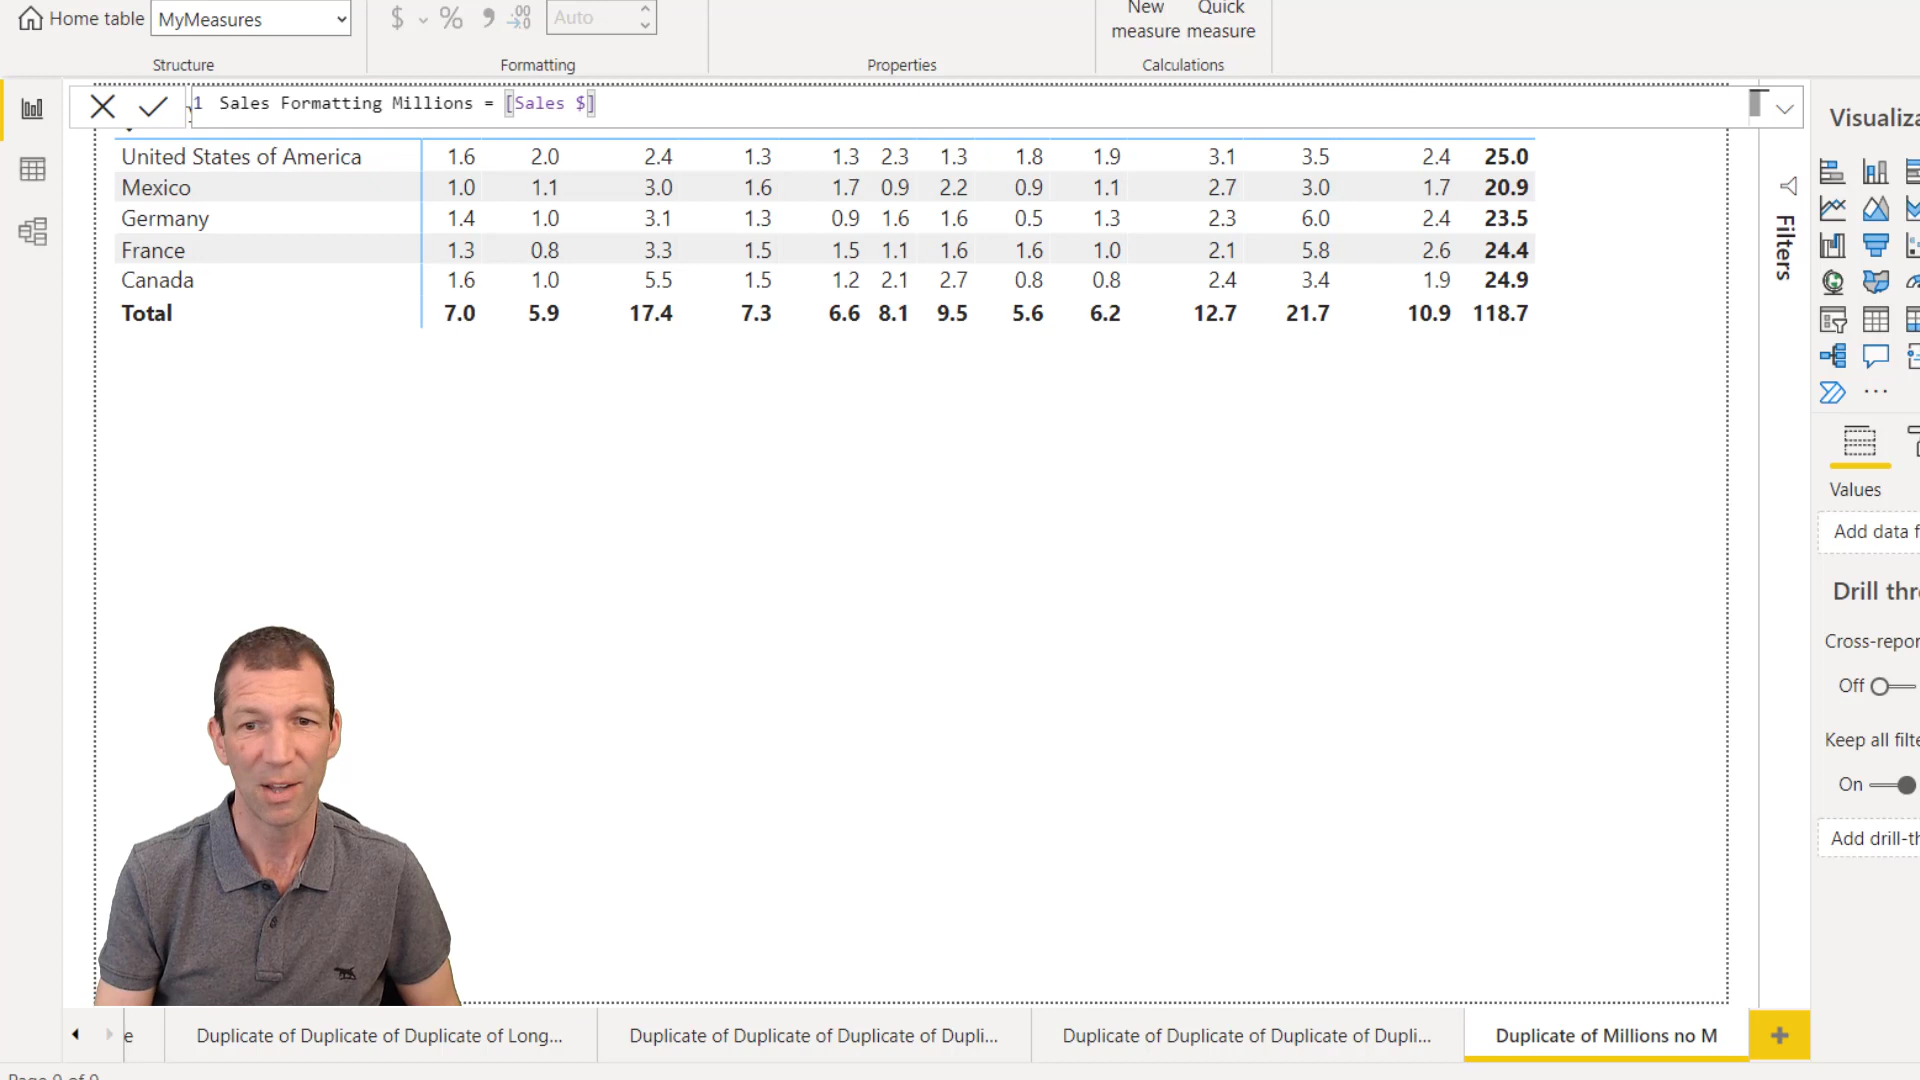 Home table MyMeasures $ % 9 .00 →0 Auto New Quick
measure measure
Structure Formatting Properties Calculations
1 Sales Formatting Millions = [Sales $]
Visualiza
United States of America 1.6 2.0 2.4 1.3 1.3 2.3 1.3 1.8 1.9 3.1 3.5 2.4 25.0
Mexico 1.0 1.1 3.0 1.6 1.7 0.9 2.2 0.9 1.1 2.7 3.0 1.7 20.9
Germany 1.4 1.0 3.1 1.3 0.9 1.6 1.6 0.5 1.3 2.3 6.0 2.4 23.5
France 1.3 0.8 3.3 1.5 1.5 1.1 1.6 1.6 1.0 2.1 5.8 2.6 24.4
Canada 1.6 1.0 5.5 1.5 1.2 2.1 2.7 0.8 0.8 2.4 3.4 1.9 24.9
Total 7.0 5.9 17.4 7.3 6.6 8.1 9.5 5.6 6.2 12.7 21.7 10.9 118.7
Filters
Values
Add data f
Drill thr
Cross-repor
Off
Keep all filte
On
Add drill-th
e Duplicate of Duplicate of Duplicate of Long... Duplicate of Duplicate of Duplicate of Dupli... Duplicate of Duplicate of Duplicate of Dupli... Duplicate of Millions no M +